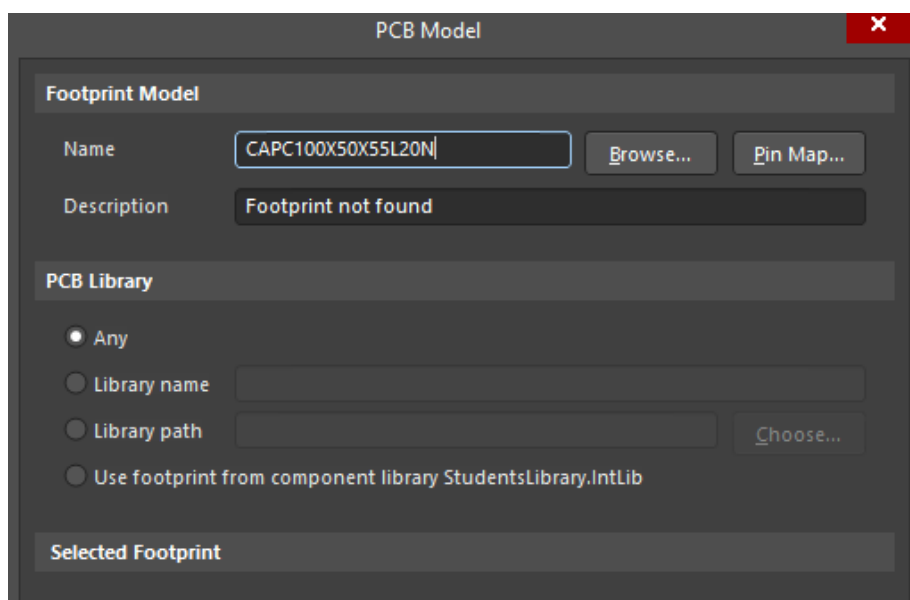 PCB Model
Footprint Model
Name CAPC100X50X55L20N Browse... Pin Map...
Description Footprint not found
PCB Library
Any
Library name
Library path Choose...
Use footprint from component library StudentsLibrary.IntLib
Selected Footprint